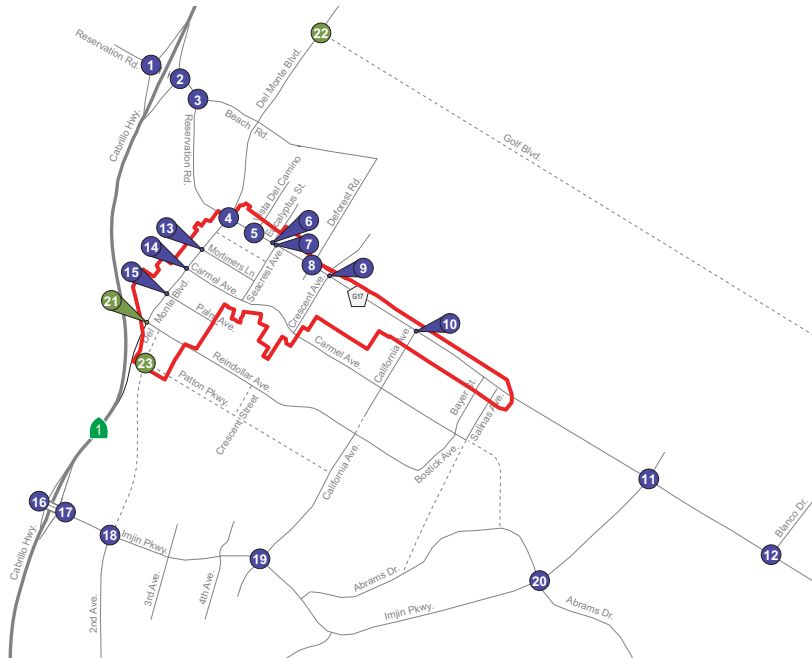 22
Reservation Rd.
1
2
3
Cabrillo Hwy.
Del Monte Blvd.
Beach Rd.
Reservation Rd.
Golf Blvd.
Vista Del Camino
Eucalyptus St.
Deforest Rd.
4
5
6
7
8
9
13
14
15
21
23
Mortimers Ln
Seacrest Ave.
Carmel Ave.
Crescent Ave.
G17
10
Del Monte Blvd.
Palm Ave.
Carmel Ave.
California Ave.
Reindollar Ave.
Patton Pkwy.
Crescent Street
Bayer St.
Salinas Ave.
1
California Ave.
Bostick Ave.
11
16
17
18
Imjin Pkwy.
19
Cabrillo Hwy.
2nd Ave.
3rd Ave.
4th Ave.
Abrams Dr.
20
Imjin Pkwy.
Abrams Dr.
Blanco Dr.
12